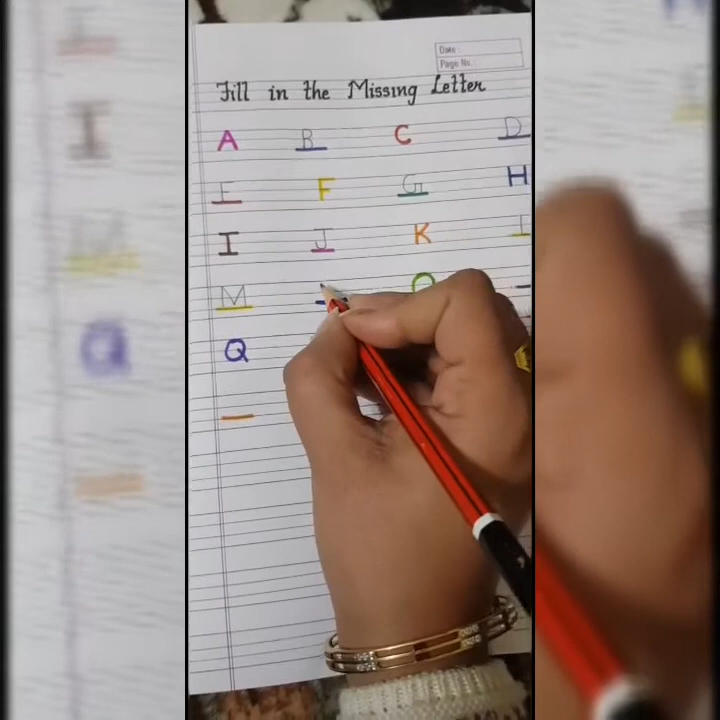 Date :
Page No. :
Fill in the Missing Letter
A B C D
E F G H
I J K L
M O
Q